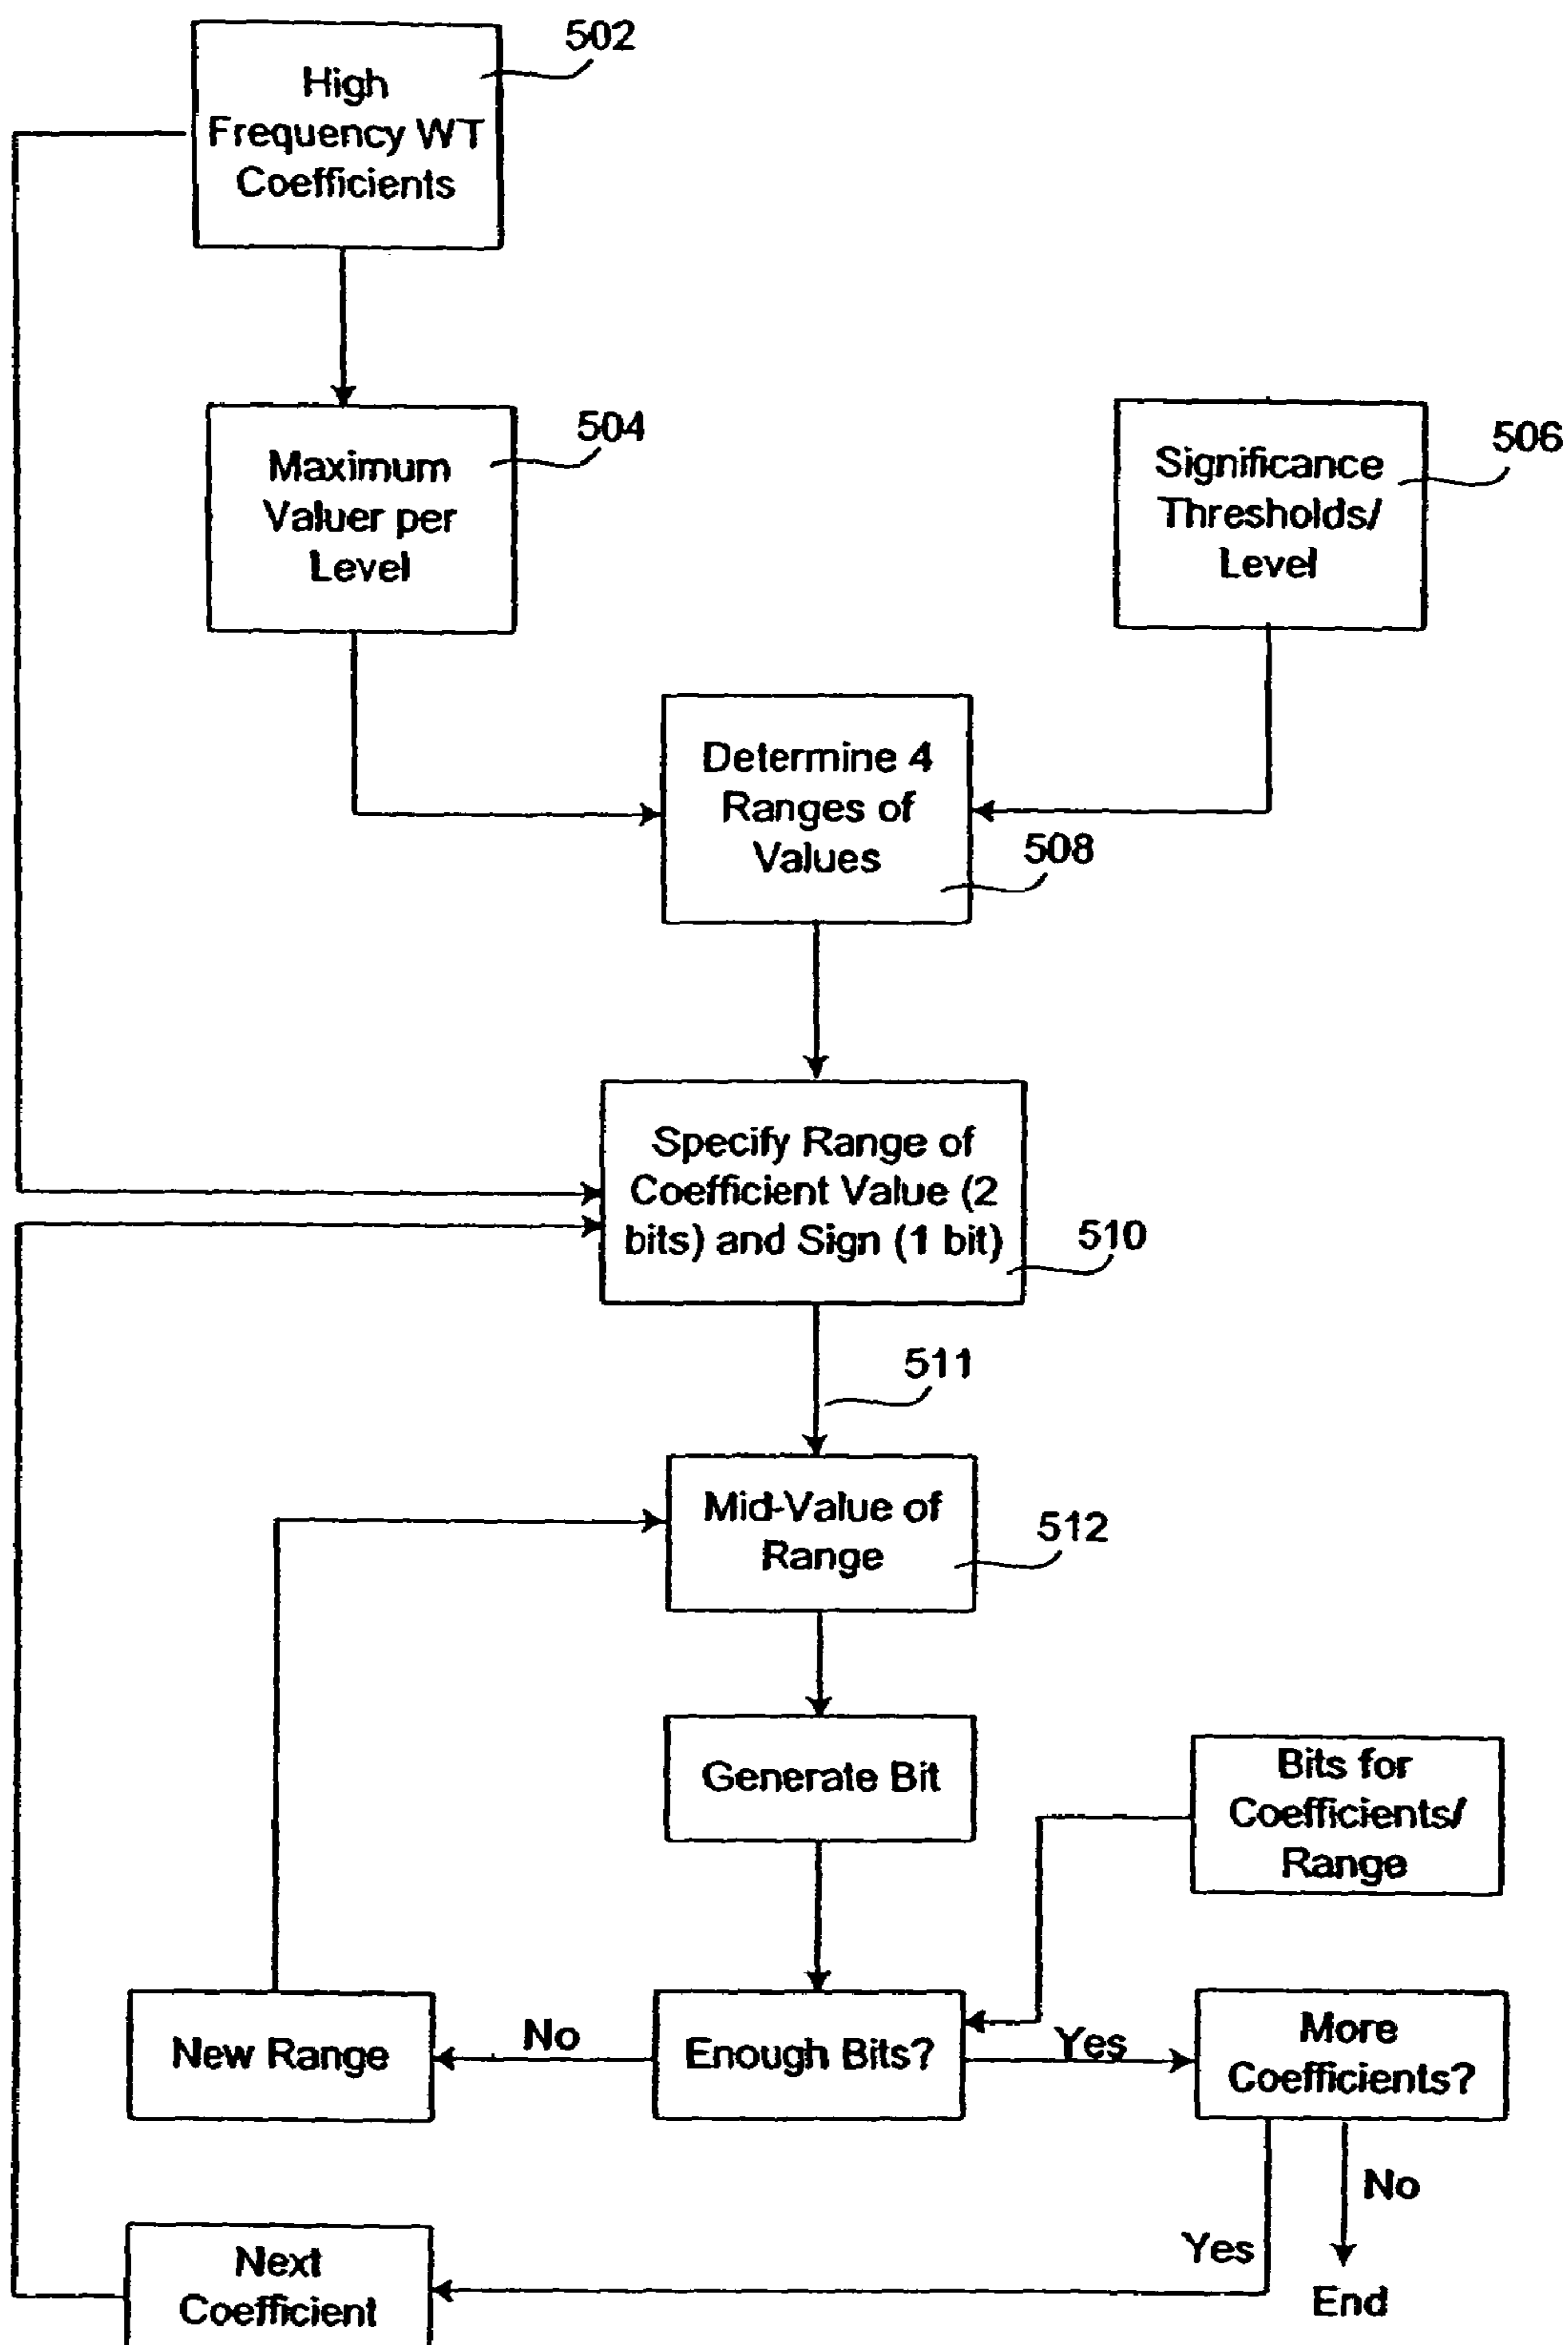 502
High
Frequency WT
Coefficients
504
Maximum
Valuer per
Level
506
Significance
Thresholds/
Level
Determine 4
Ranges of
Values
508
Specify Range of
Coefficient Value (2
bits) and Sign (1 bit)
510
511
Mid-Value of
Range
512
Generate Bit
Bits for
Coefficients/
Range
New Range
No
Enough Bits?
Yes
More
Coefficients?
No
Yes
End
Next
Coefficient